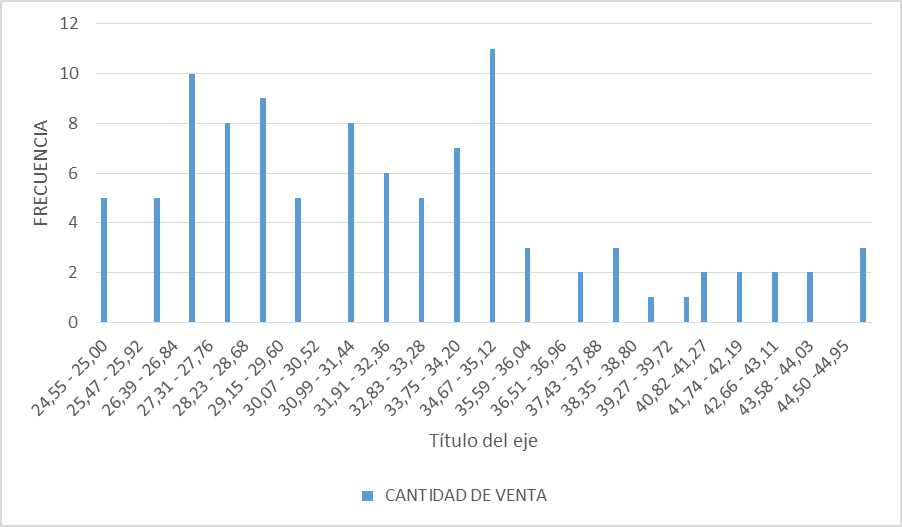 12
10
8
6
4
2
0
FRECUENCIA
24,55 - 25,00
25,47 - 25,92
26,39 - 26,84
27,31 - 27,76
28,23 - 28,68
29,15 - 29,60
30,07 - 30,52
30,99 - 31,44
31,91 - 32,36
32,83 - 33,28
33,75 - 34,20
34,67 - 35,12
35,59 - 36,04
36,51 - 36,96
37,43 - 37,88
38,35 - 38,80
39,27 - 39,72
40,82 -41,27
41,74 - 42,19
42,66 - 43,11
43,58 - 44,03
44,50 -44,95
Título del eje
CANTIDAD DE VENTA